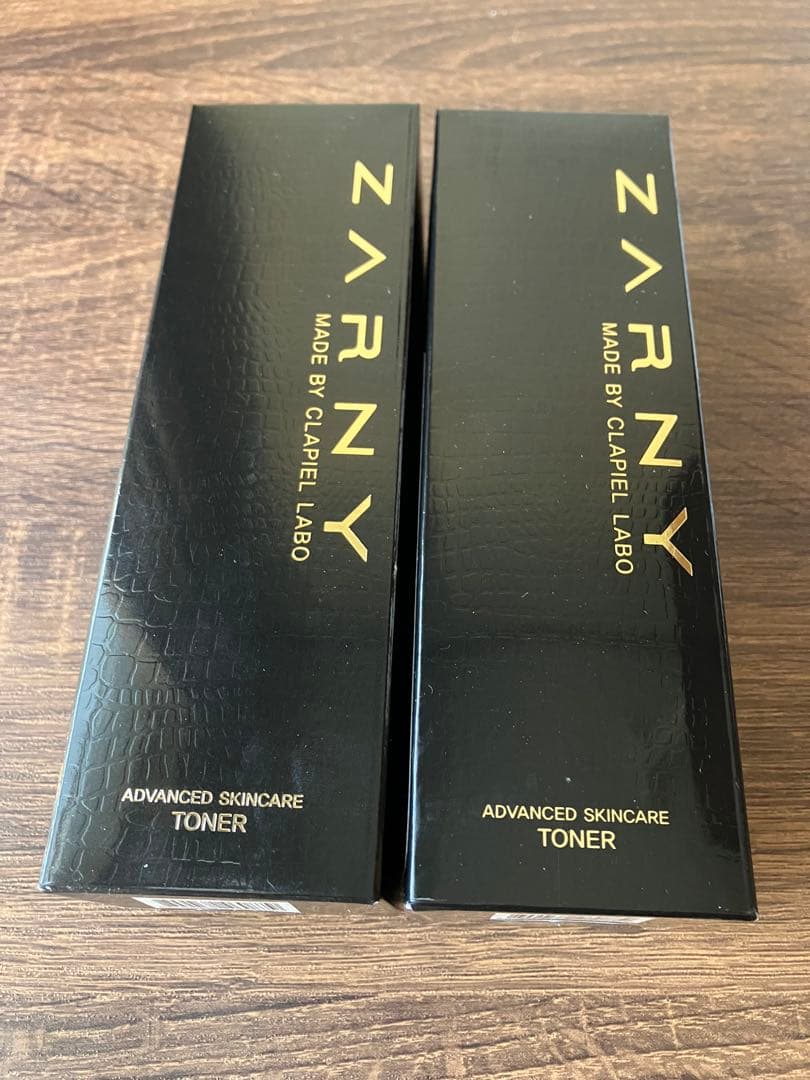 ZARNY
MADE BY CLAPIEL LABO
ADVANCED SKINCARE
TONER
ZARNY
MADE BY CLAPIEL LABO
ADVANCED SKINCARE
TONER